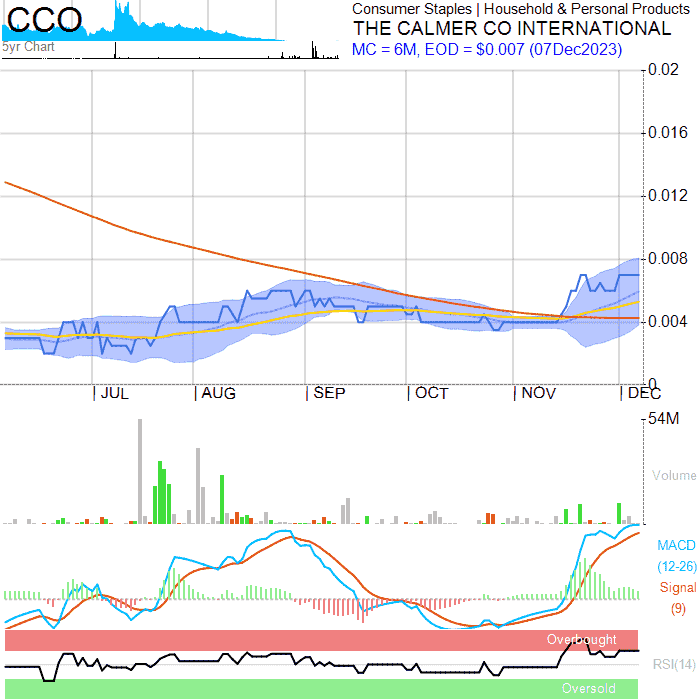 CCO
5yr Chart
Consumer Staples | Household & Personal Products
THE CALMER CO INTERNATIONAL
MC = 6M, EOD = $0.007 (07Dec2023)
0.02
0.016
0.012
0.008
0.004
0
JUL AUG SEP OCT NOV DEC
54M
Volume
MACD
(12-26)
Signal
(9)
Overbought
RSI(14)
Oversold